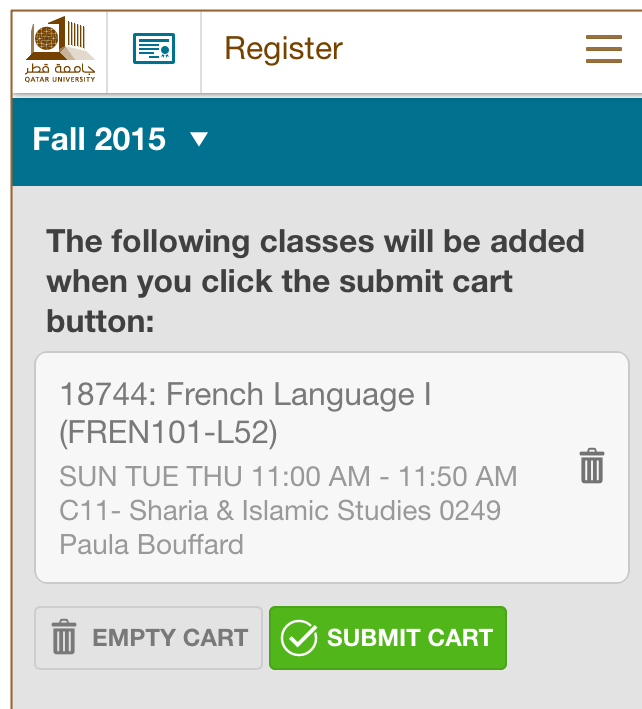 جامعة قطر
QATAR UNIVERSITY
Register
Fall 2015
The following classes will be added
when you click the submit cart
button:
18744: French Language I
(FREN101-L52)
SUN TUE THU 11:00 AM - 11:50 AM
C11- Sharia & Islamic Studies 0249
Paula Bouffard
EMPTY CART
SUBMIT CART